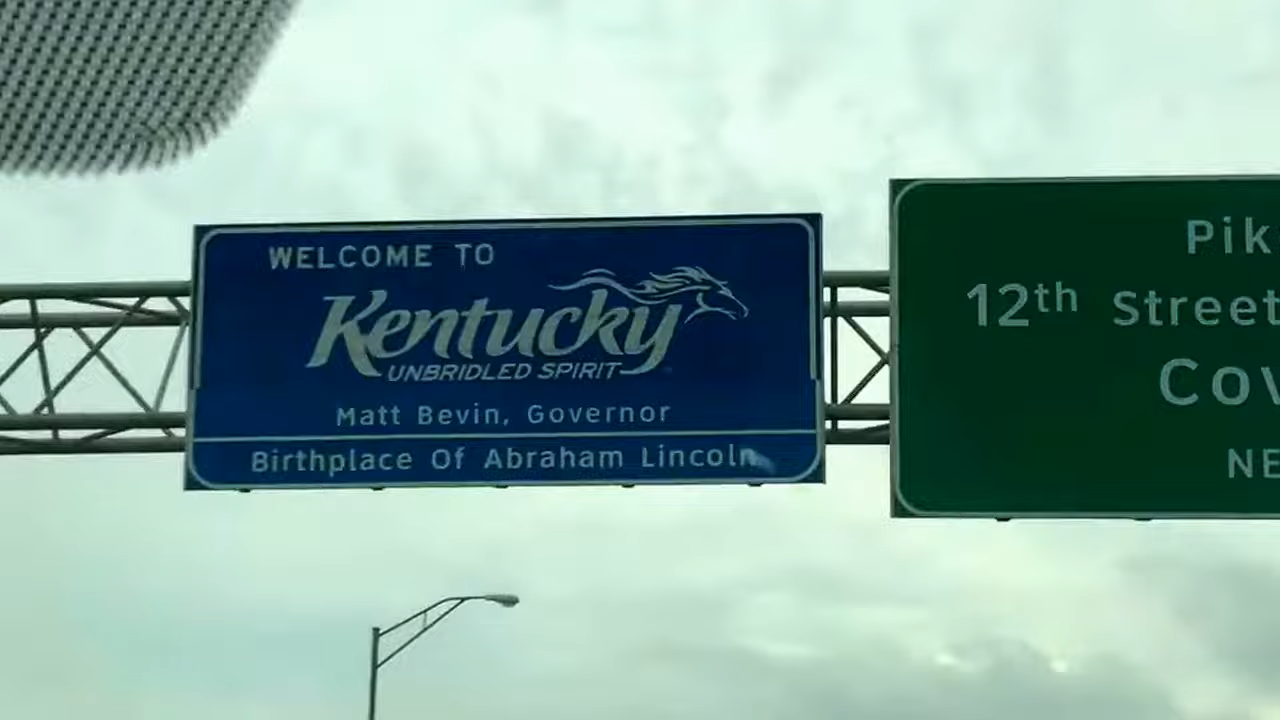 WELCOME TO
Kentucky
UNBRIDLED SPIRIT
Matt Bevin, Governor
Birthplace Of Abraham Lincoln
12th Street